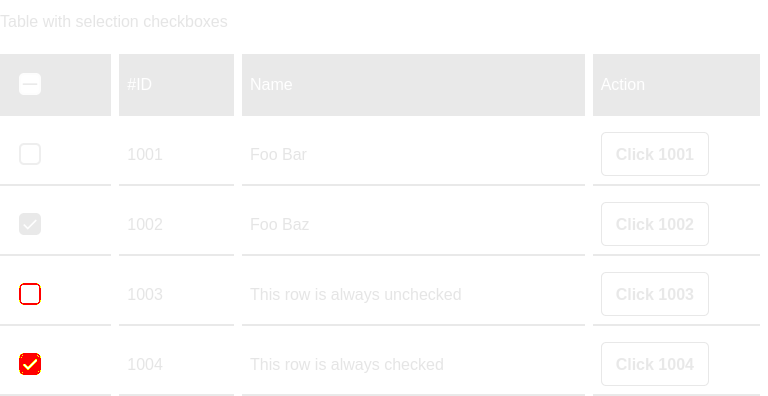 Table with selection checkboxes
#ID Name Action
1001 Foo Bar Click 1001
1002 Foo Baz Click 1002
1003 This row is always unchecked Click 1003
1004 This row is always checked Click 1004